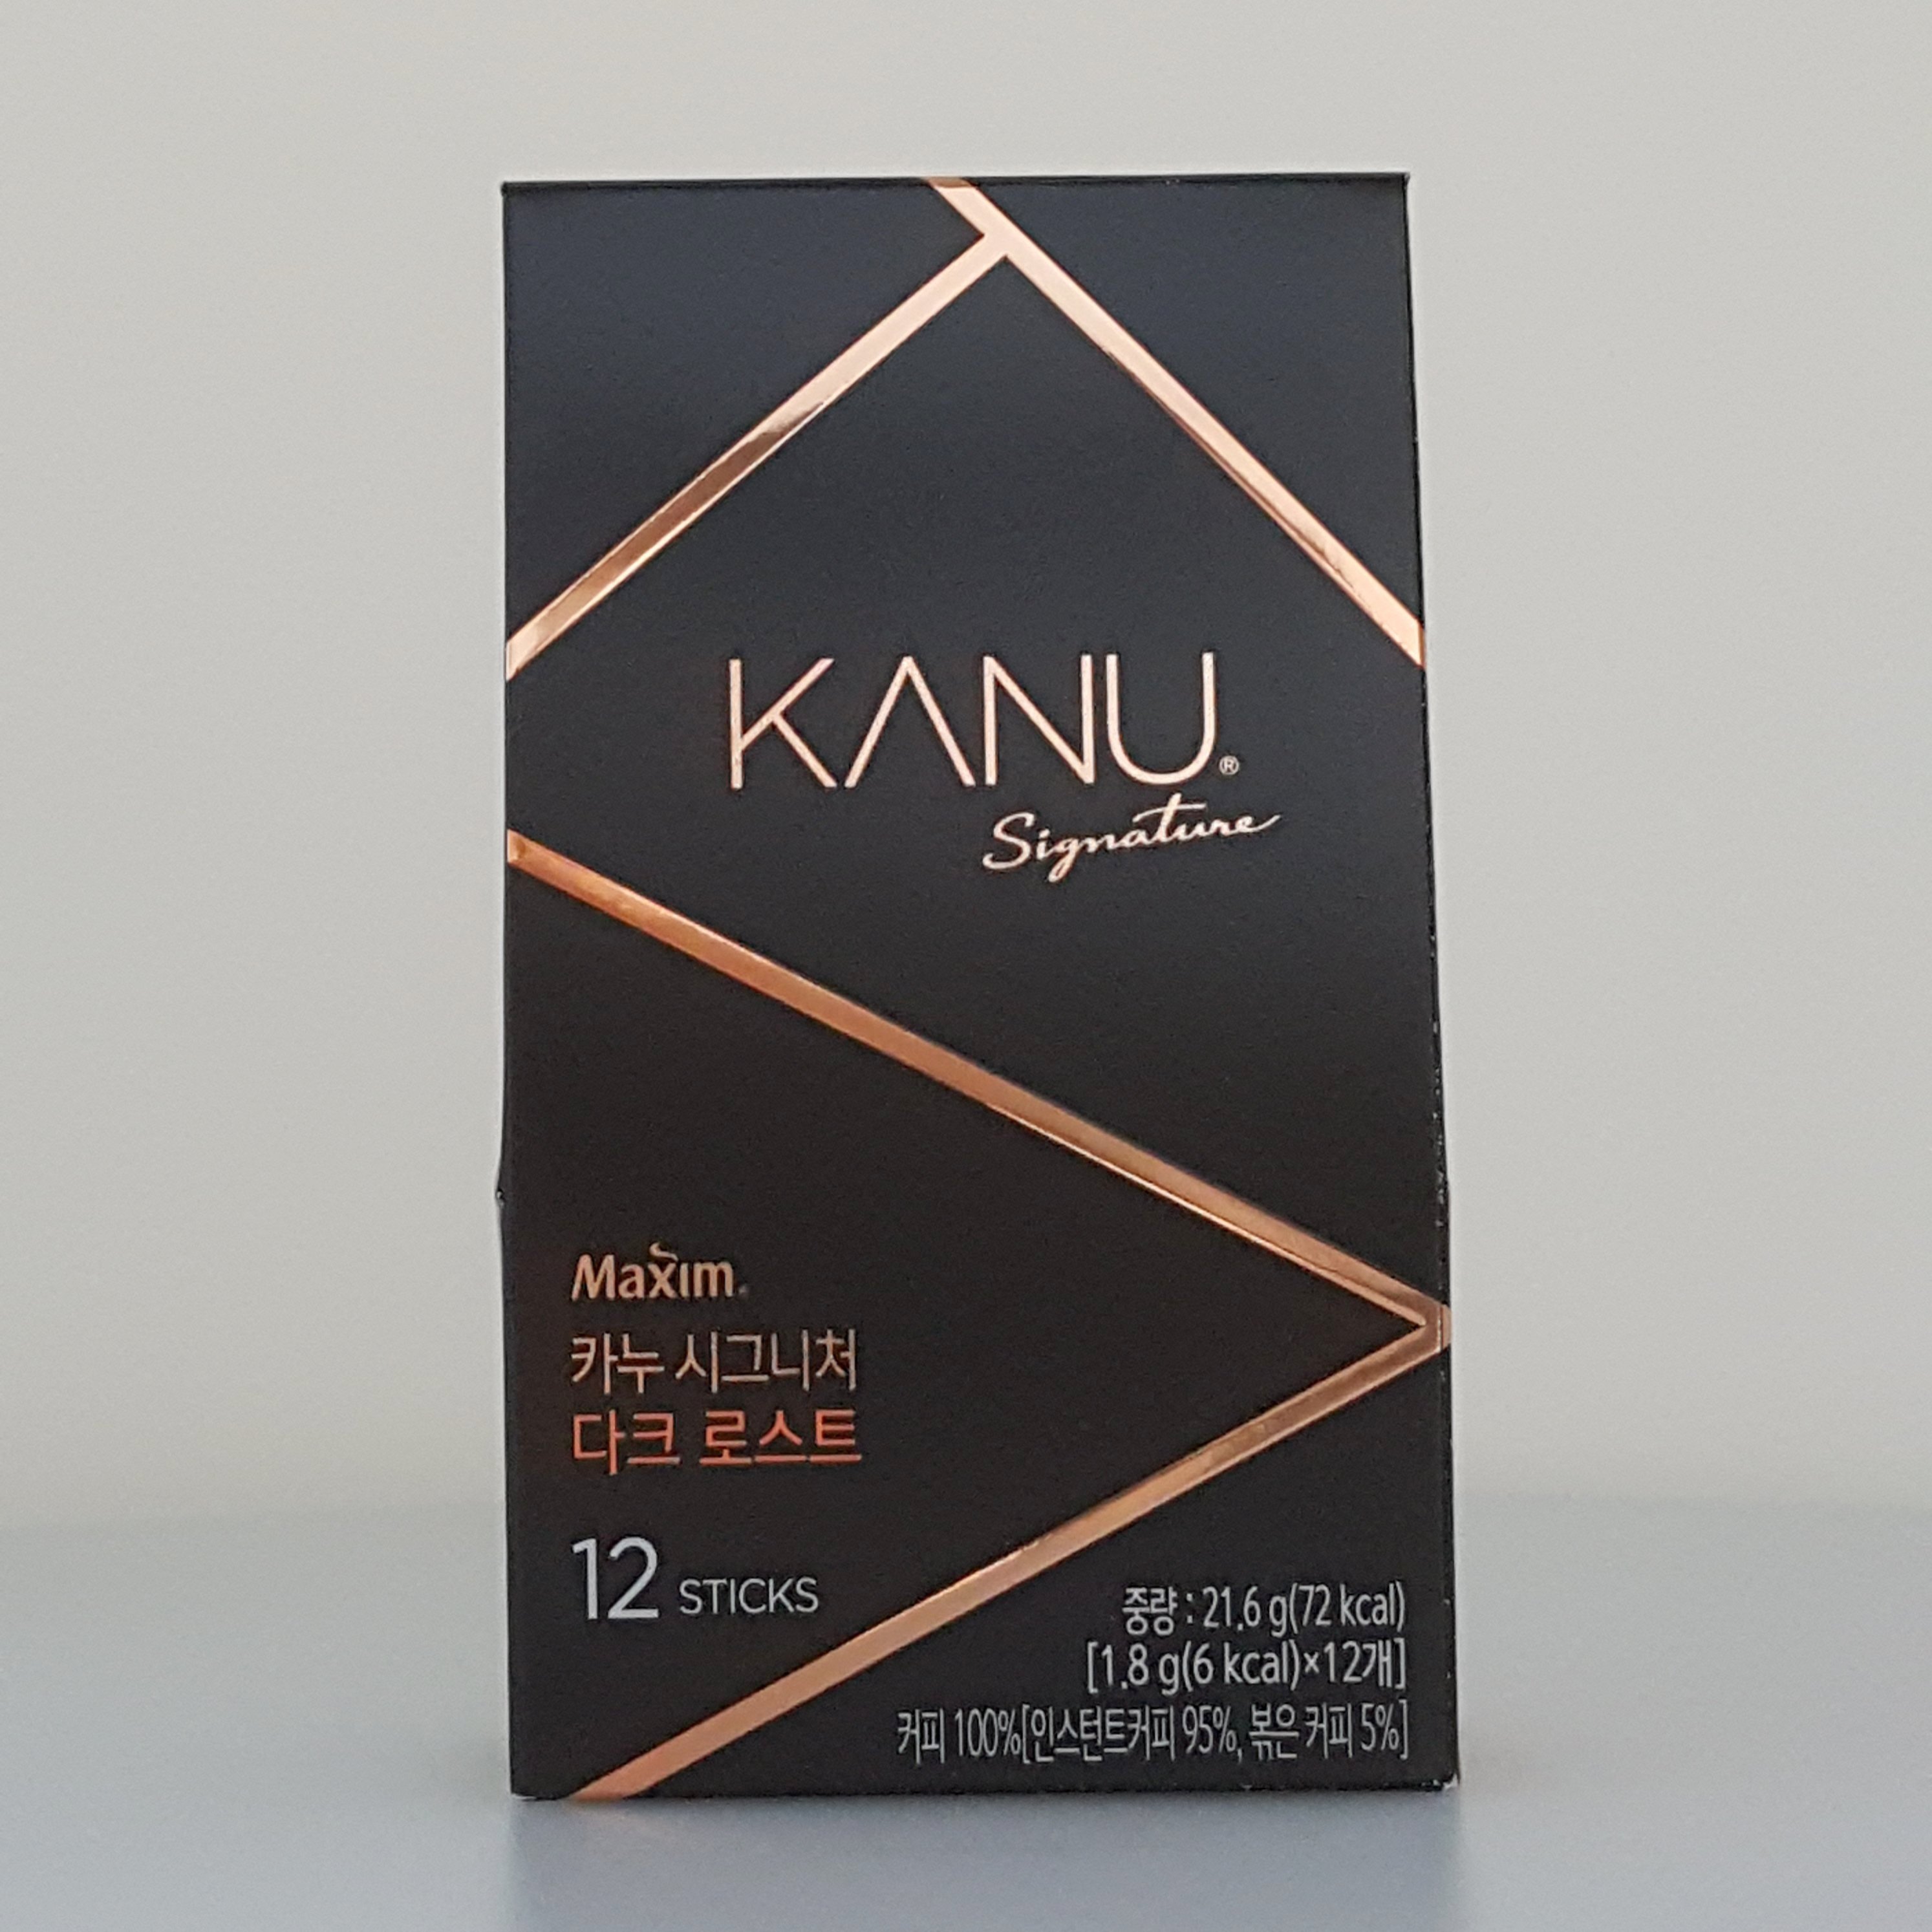 KANU®
Signature
Maxim
카누 시그니처
다크 로스트
12 STICKS
중량 : 21.6 g(72 kcal)
[1.8 g(6 kcal)×12개]
커피 100%[인스턴트커피 95%, 볶은 커피 5%]